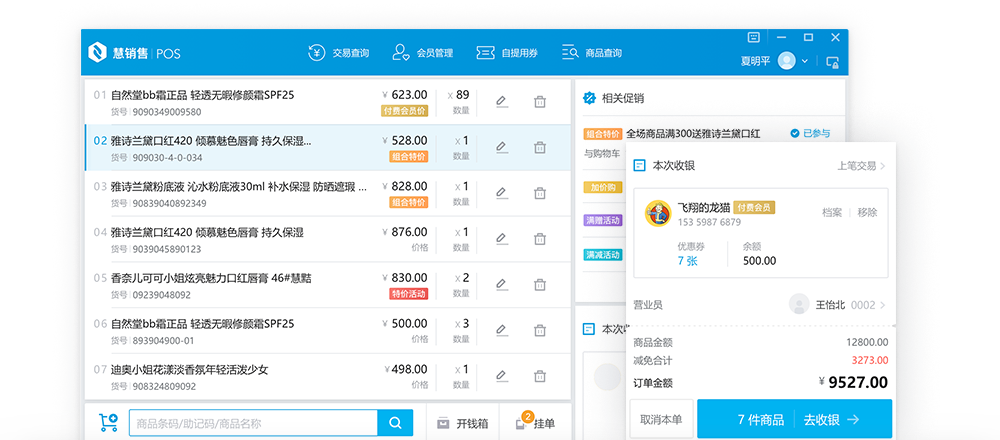 慧销售 POS
交易查询 会员管理 自提用券 商品查询
夏明平
01 自然堂bb霜正品 轻透无暇修颜霜SPF25 ¥ 623.00 x 89
货号 9090349009580 付费会员价 数量
02 雅诗兰黛口红420 倾慕魅色唇膏 持久保湿... ¥ 528.00 x 1
货号 909030-4-0-034 组合特价 数量
03 雅诗兰黛粉底液 沁水粉底液30ml 补水保湿 防晒遮瑕 ... ¥ 828.00 x 1
货号 90839040892349 组合特价 数量
04 雅诗兰黛口红420 倾慕魅色唇膏 持久保湿 ¥ 876.00 x 1
货号 9039045890123 价格 数量
05 香奈儿可可小姐炫亮魅力口红唇膏 46#慧黠 ¥ 830.00 x 2
货号 09239048092 特价活动 数量
06 自然堂bb霜正品 轻透无暇修颜霜SPF25 ¥ 500.00 x 3
货号 893904900-01 价格 数量
07 迪奥小姐花漾淡香氛年轻活泼少女 ¥ 498.00 x 1
货号 908324809092 价格 数量
商品条码/助记码/商品名称
开钱箱
2
挂单
相关促销
组合特价 全场商品满300送雅诗兰黛口红 已参与
与购物车
加价购
满赠活动
满减活动
本次收
本次收银 上笔交易
飞翔的龙猫 付费会员
153 5987 6879
档案 移除
优惠券 余额
7 张 500.00
营业员 王怡北 0002
商品金额 12800.00
减免合计 3273.00
订单金额 ¥ 9527.00
取消本单 7 件商品 去收银